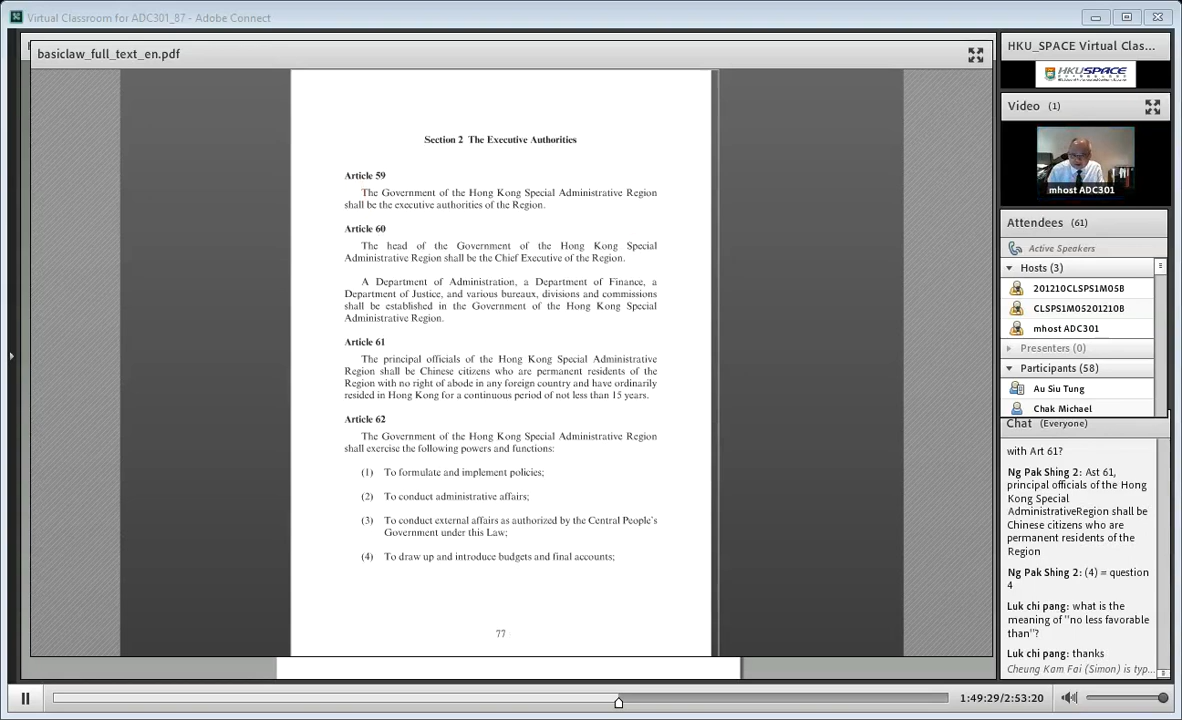 Virtual Classroom for ADC301_87 - Adobe Connect
basiclaw_full_text_en.pdf
Section 2 The Executive Authorities
Article 59
The Government of the Hong Kong Special Administrative Region
shall be the executive authorities of the Region.
Article 60
The head of the Government of the Hong Kong Special
Administrative Region shall be the Chief Executive of the Region.
A Department of Administration, a Department of Finance, a
Department of Justice, and various bureaux, divisions and commissions
shall be established in the Government of the Hong Kong Special
Administrative Region.
Article 61
The principal officials of the Hong Kong Special Administrative
Region shall be Chinese citizens who are permanent residents of the
Region with no right of abode in any foreign country and have ordinarily
resided in Hong Kong for a continuous period of not less than 15 years.
Article 62
The Government of the Hong Kong Special Administrative Region
shall exercise the following powers and functions:
(1) To formulate and implement policies;
(2) To conduct administrative affairs;
(3) To conduct external affairs as authorized by the Central People's
Government under this Law;
(4) To draw up and introduce budgets and final accounts;
77
HKU_SPACE Virtual Clas...
HKUSPACE
Video (1)
mhost ADC301
Attendees (61)
Active Speakers
Hosts (3)
201210CLSPS1M05B
CLSPS1M05201210B
mhost ADC301
Presenters (0)
Participants (58)
Au Siu Tung
Chak Michael
Chat (Everyone)
with Art 61?
Ng Pak Shing 2: Ast 61,
principal officials of the Hong
Kong Special
AdministrativeRegion shall be
Chinese citizens who are
permanent residents of the
Region
Ng Pak Shing 2: (4) = question
4
Luk chi pang: what is the
meaning of "no less favorable
than"?
Luk chi pang: thanks
Cheung Kam Fai (Simon) is typ...
1:49:29/2:53:20